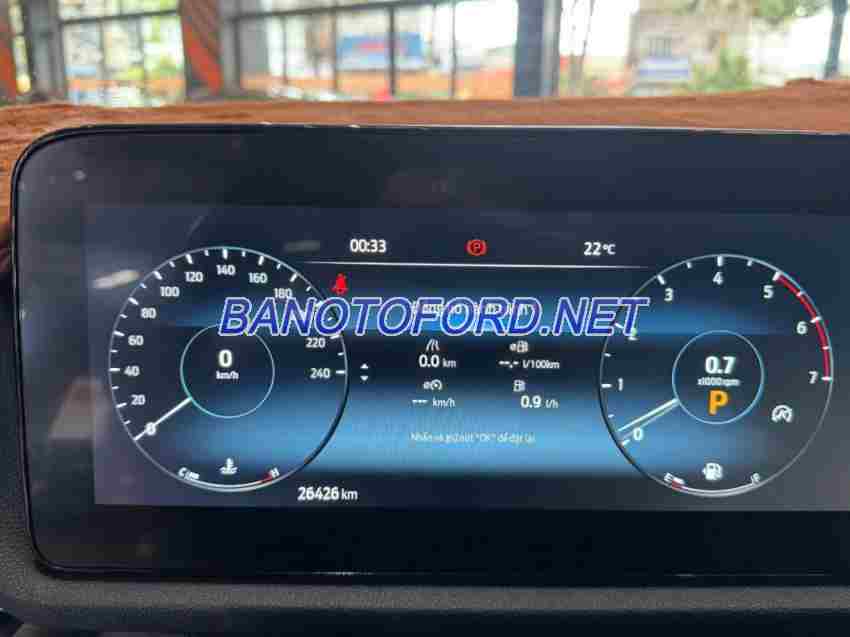 00:33 P 22°C
0 20 40 60 80 100 120 140 160 180 220 240
0
km/h
0.0 km --.- l/100km
--- km/h 0.9 l/h
Nhấn và giữ nút "OK" để đặt lại
0 1 2 3 4 5 6 7
0.7
x1000 rpm
P
A
C H
E F
26426 km
BANOTOFORD.NET